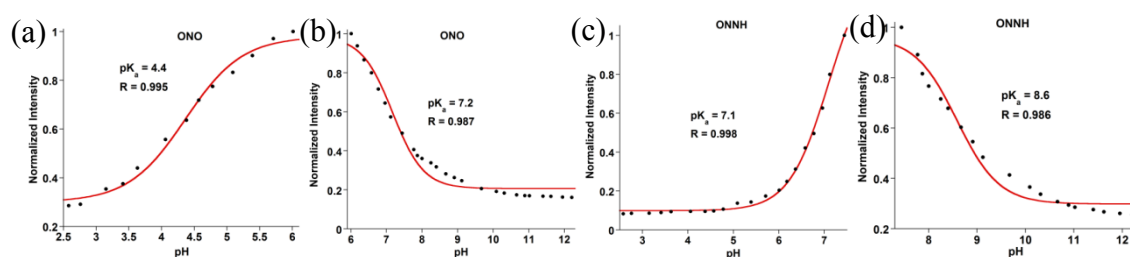 (a)
ONO
pKa = 4.4
R = 0.995
Normalized Intensity
1
0.8
0.6
0.4
0.2
2.5 3 3.5 4 4.5 5 5.5 6
pH
(b)
ONO
pKa = 7.2
R = 0.987
Normalized Intensity
1
0.8
0.6
0.4
0.2
0
6 7 8 9 10 11 12
pH
(c)
ONNH
pKa = 7.1
R = 0.998
Normalized Intensity
1
0.8
0.6
0.4
0.2
0
3 4 5 6 7
pH
(d)
ONNH
pKa = 8.6
R = 0.986
Normalized Intensity
1
0.8
0.6
0.4
0.2
8 9 10 11 12
pH